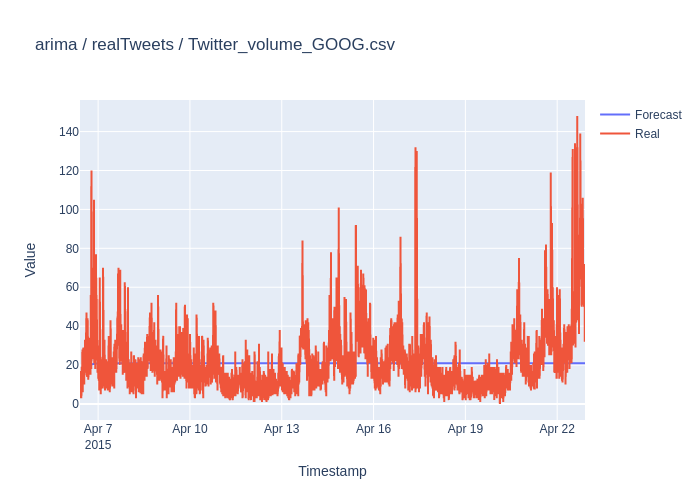 arima / realTweets / Twitter_volume_GOOG.csv
Forecast
Real
Value
140
120
100
80
60
40
20
0
Apr 7
2015
Apr 10
Apr 13
Apr 16
Apr 19
Apr 22
Timestamp